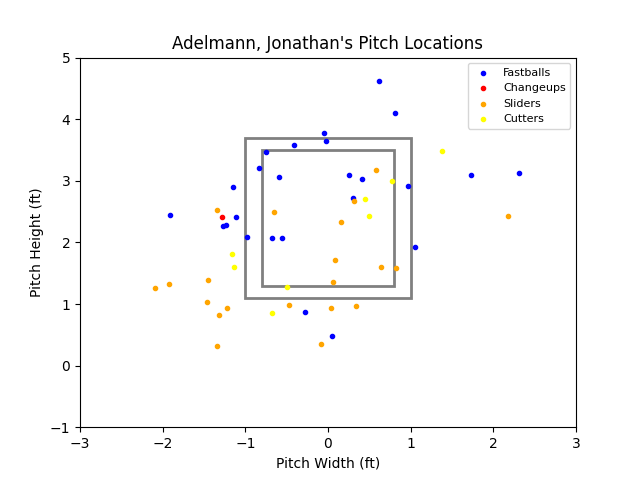 Adelmann, Jonathan's Pitch Locations
Fastballs
Changeups
Sliders
Cutters
Pitch Height (ft)
5
4
3
2
1
0
−1
−3
−2
−1
0
1
2
3
Pitch Width (ft)